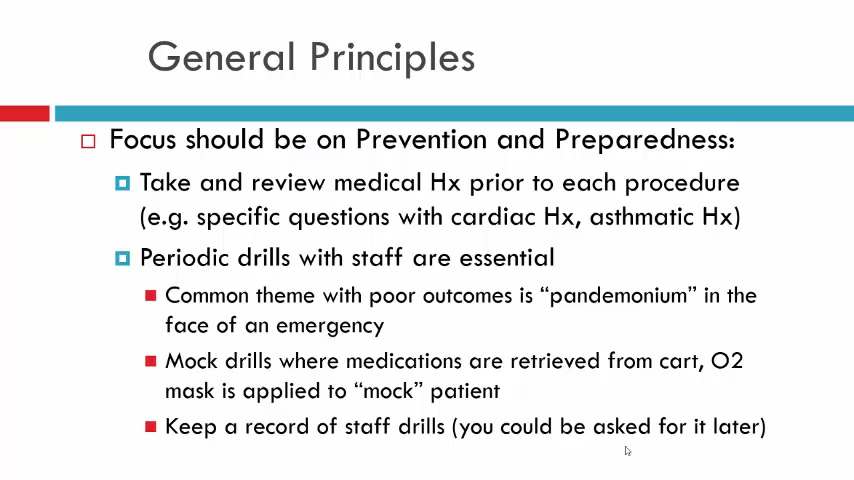 General Principles
Focus should be on Prevention and Preparedness:
Take and review medical Hx prior to each procedure
(e.g. specific questions with cardiac Hx, asthmatic Hx)
Periodic drills with staff are essential
Common theme with poor outcomes is “pandemonium” in the
face of an emergency
Mock drills where medications are retrieved from cart, O2
mask is applied to “mock” patient
Keep a record of staff drills (you could be asked for it later)